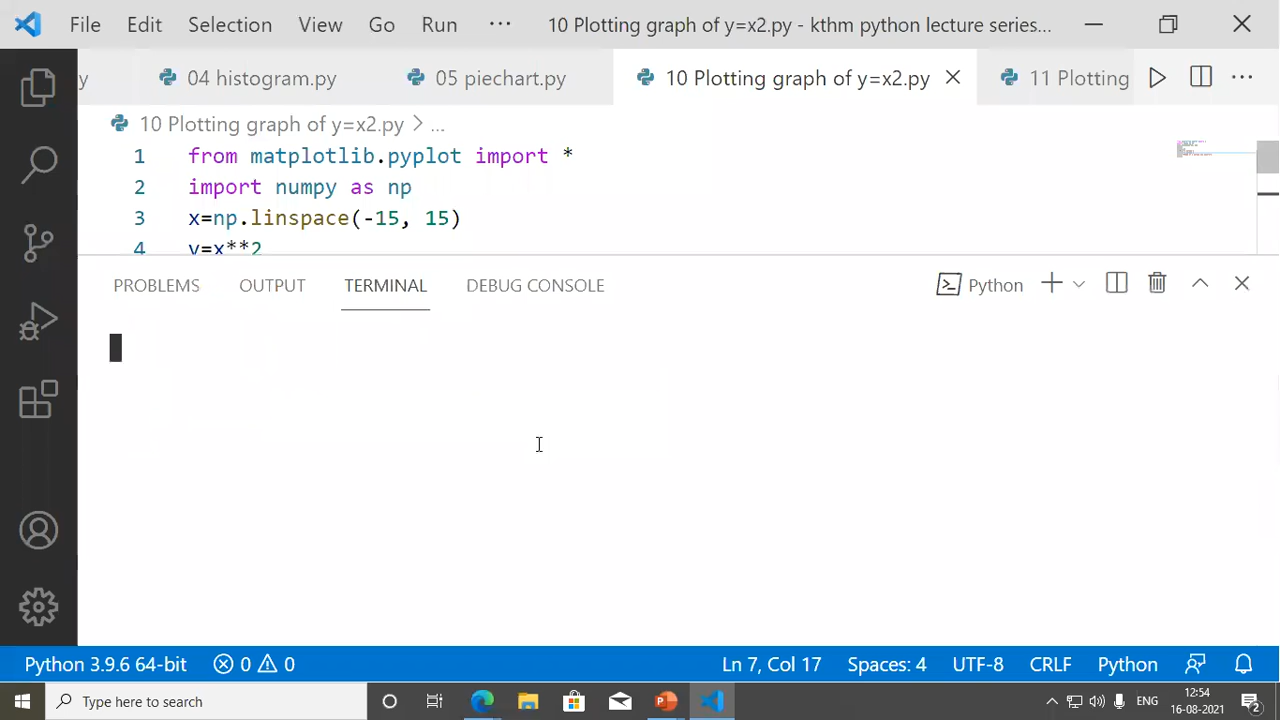 File Edit Selection View Go Run ··· 10 Plotting graph of y=x2.py - kthm python lecture series...
y 04 histogram.py 05 piechart.py 10 Plotting graph of y=x2.py 11 Plotting ···
10 Plotting graph of y=x2.py > ...
1 from matplotlib.pyplot import *
2 import numpy as np
3 x=np.linspace(-15, 15)
4 y=x**2
PROBLEMS OUTPUT TERMINAL DEBUG CONSOLE Python
Python 3.9.6 64-bit 0 0 Ln 7, Col 17 Spaces: 4 UTF-8 CRLF Python
Type here to search ENG 12:54
16-08-2021 2